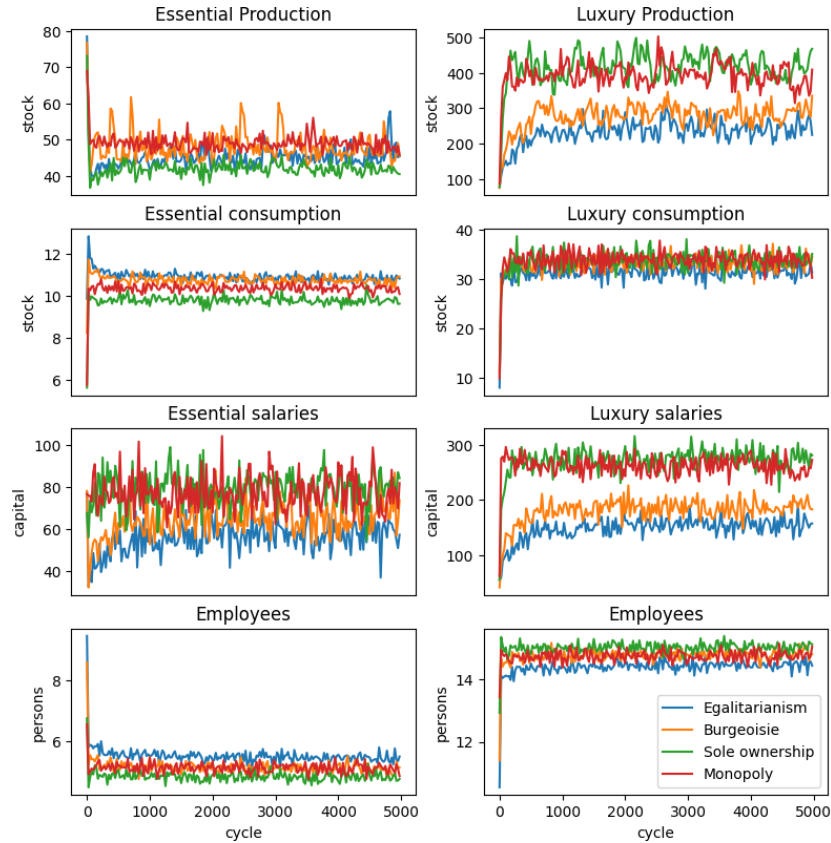 Essential Production
Luxury Production
stock
80
70
60
50
40
stock
500
400
300
200
100
Essential consumption
Luxury consumption
stock
12
10
8
6
stock
40
30
20
10
Essential salaries
Luxury salaries
capital
100
80
60
40
capital
300
200
100
Employees
Employees
persons
8
6
persons
14
12
Egalitarianism
Burgeoisie
Sole ownership
Monopoly
0 1000 2000 3000 4000 5000
0 1000 2000 3000 4000 5000
cycle
cycle